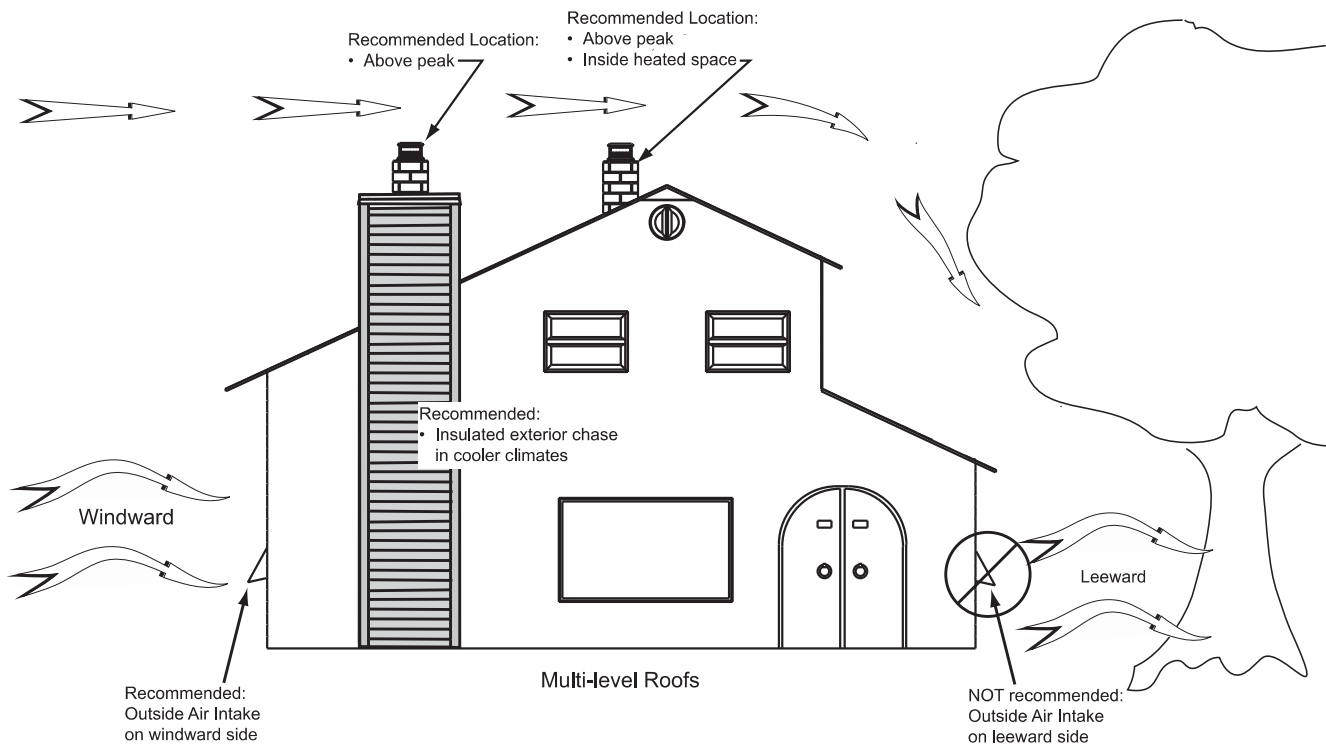 Recommended Location:
• Above peak
Recommended Location:
• Above peak
• Inside heated space
Recommended:
• Insulated exterior chase
in cooler climates
Windward
Leeward
Multi-level Roofs
Recommended:
Outside Air Intake
on windward side
NOT recommended:
Outside Air Intake
on leeward side